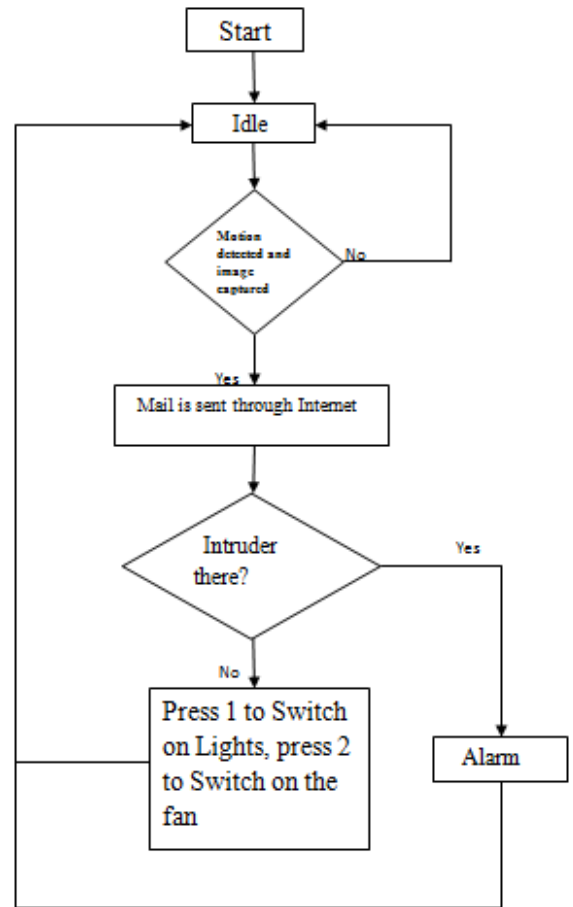 Start
Idle
Motion
detected and
image
captured
No
Yes
Mail is sent through Internet
Intruder
there?
Yes
No
Press 1 to Switch
on Lights, press 2
to Switch on the
fan
Alarm